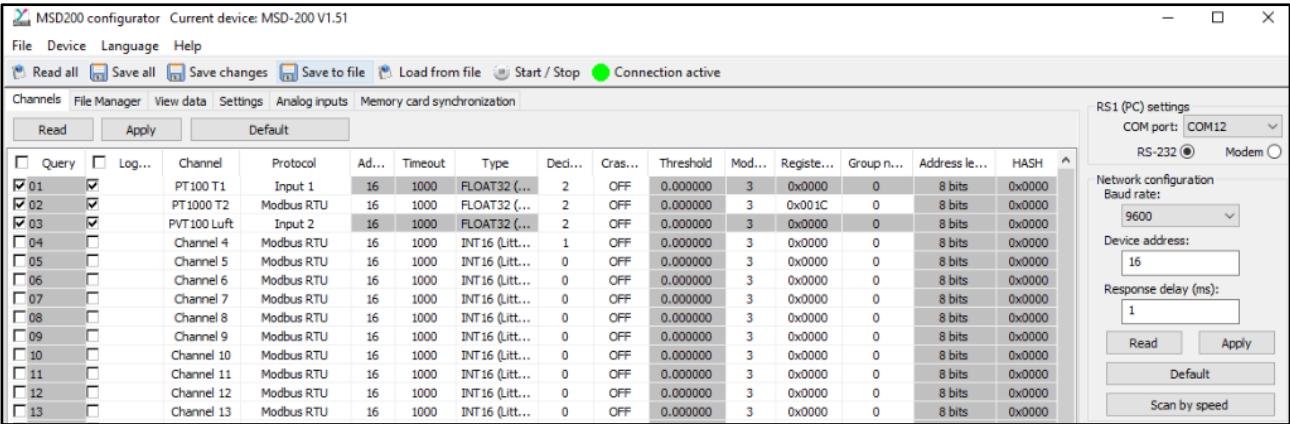 MSD200 configurator Current device: MSD-200 V1.51
File Device Language Help
Read all Save all Save changes Save to file Load from file Start / Stop Connection active
Channels File Manager View data Settings Analog inputs Memory card synchronization
Read Apply Default
Query Log... Channel Protocol Ad... Timeout Type Deci... Cras... Threshold Mod... Registe... Group n... Address le... HASH
01 PT100 T1 Input 1 16 1000 FLOAT32 (... 2 OFF 0.000000 3 0x0000 0 8 bits 0x0000
02 PT1000 T2 Modbus RTU 16 1000 FLOAT32 (... 2 OFF 0.000000 3 0x001C 0 8 bits 0x0000
03 PVT100 Luft Input 2 16 1000 FLOAT32 (... 2 OFF 0.000000 3 0x0000 0 8 bits 0x0000
04 Channel 4 Modbus RTU 16 1000 INT16 (Litt... 1 OFF 0.000000 3 0x0000 0 8 bits 0x0000
05 Channel 5 Modbus RTU 16 1000 INT16 (Litt... 0 OFF 0.000000 3 0x0000 0 8 bits 0x0000
06 Channel 6 Modbus RTU 16 1000 INT16 (Litt... 0 OFF 0.000000 3 0x0000 0 8 bits 0x0000
07 Channel 7 Modbus RTU 16 1000 INT16 (Litt... 0 OFF 0.000000 3 0x0000 0 8 bits 0x0000
08 Channel 8 Modbus RTU 16 1000 INT16 (Litt... 0 OFF 0.000000 3 0x0000 0 8 bits 0x0000
09 Channel 9 Modbus RTU 16 1000 INT16 (Litt... 0 OFF 0.000000 3 0x0000 0 8 bits 0x0000
10 Channel 10 Modbus RTU 16 1000 INT16 (Litt... 0 OFF 0.000000 3 0x0000 0 8 bits 0x0000
11 Channel 11 Modbus RTU 16 1000 INT16 (Litt... 0 OFF 0.000000 3 0x0000 0 8 bits 0x0000
12 Channel 12 Modbus RTU 16 1000 INT16 (Litt... 0 OFF 0.000000 3 0x0000 0 8 bits 0x0000
13 Channel 13 Modbus RTU 16 1000 INT16 (Litt... 0 OFF 0.000000 3 0x0000 0 8 bits 0x0000
RS1 (PC) settings
COM port: COM12
RS-232 Modem
Network configuration
Baud rate:
9600
Device address:
16
Response delay (ms):
1
Read Apply
Default
Scan by speed